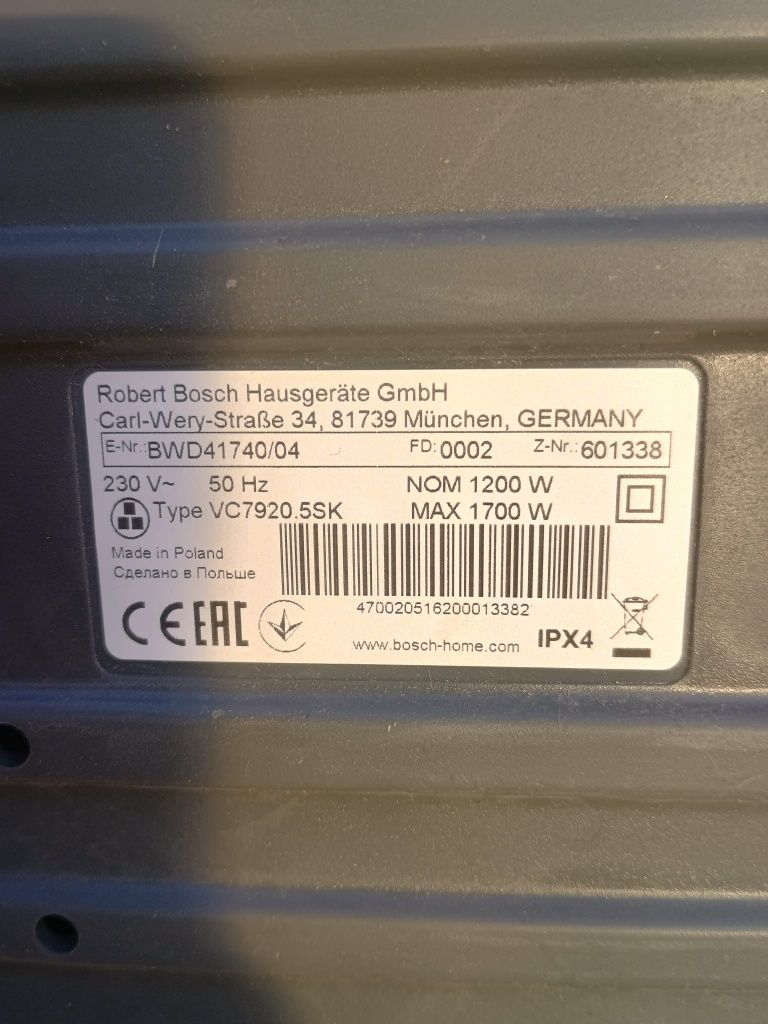 Robert Bosch Hausgeräte GmbH
Carl-Wery-Straße 34, 81739 München, GERMANY
E-Nr.: BWD41740/04 FD: 0002 Z-Nr.: 601338
230 V~ 50 Hz NOM 1200 W
Type VC7920.5SK MAX 1700 W
Made in Poland
Сделано в Польше
470020516200013382
CE EAC
www.bosch-home.com IPX4